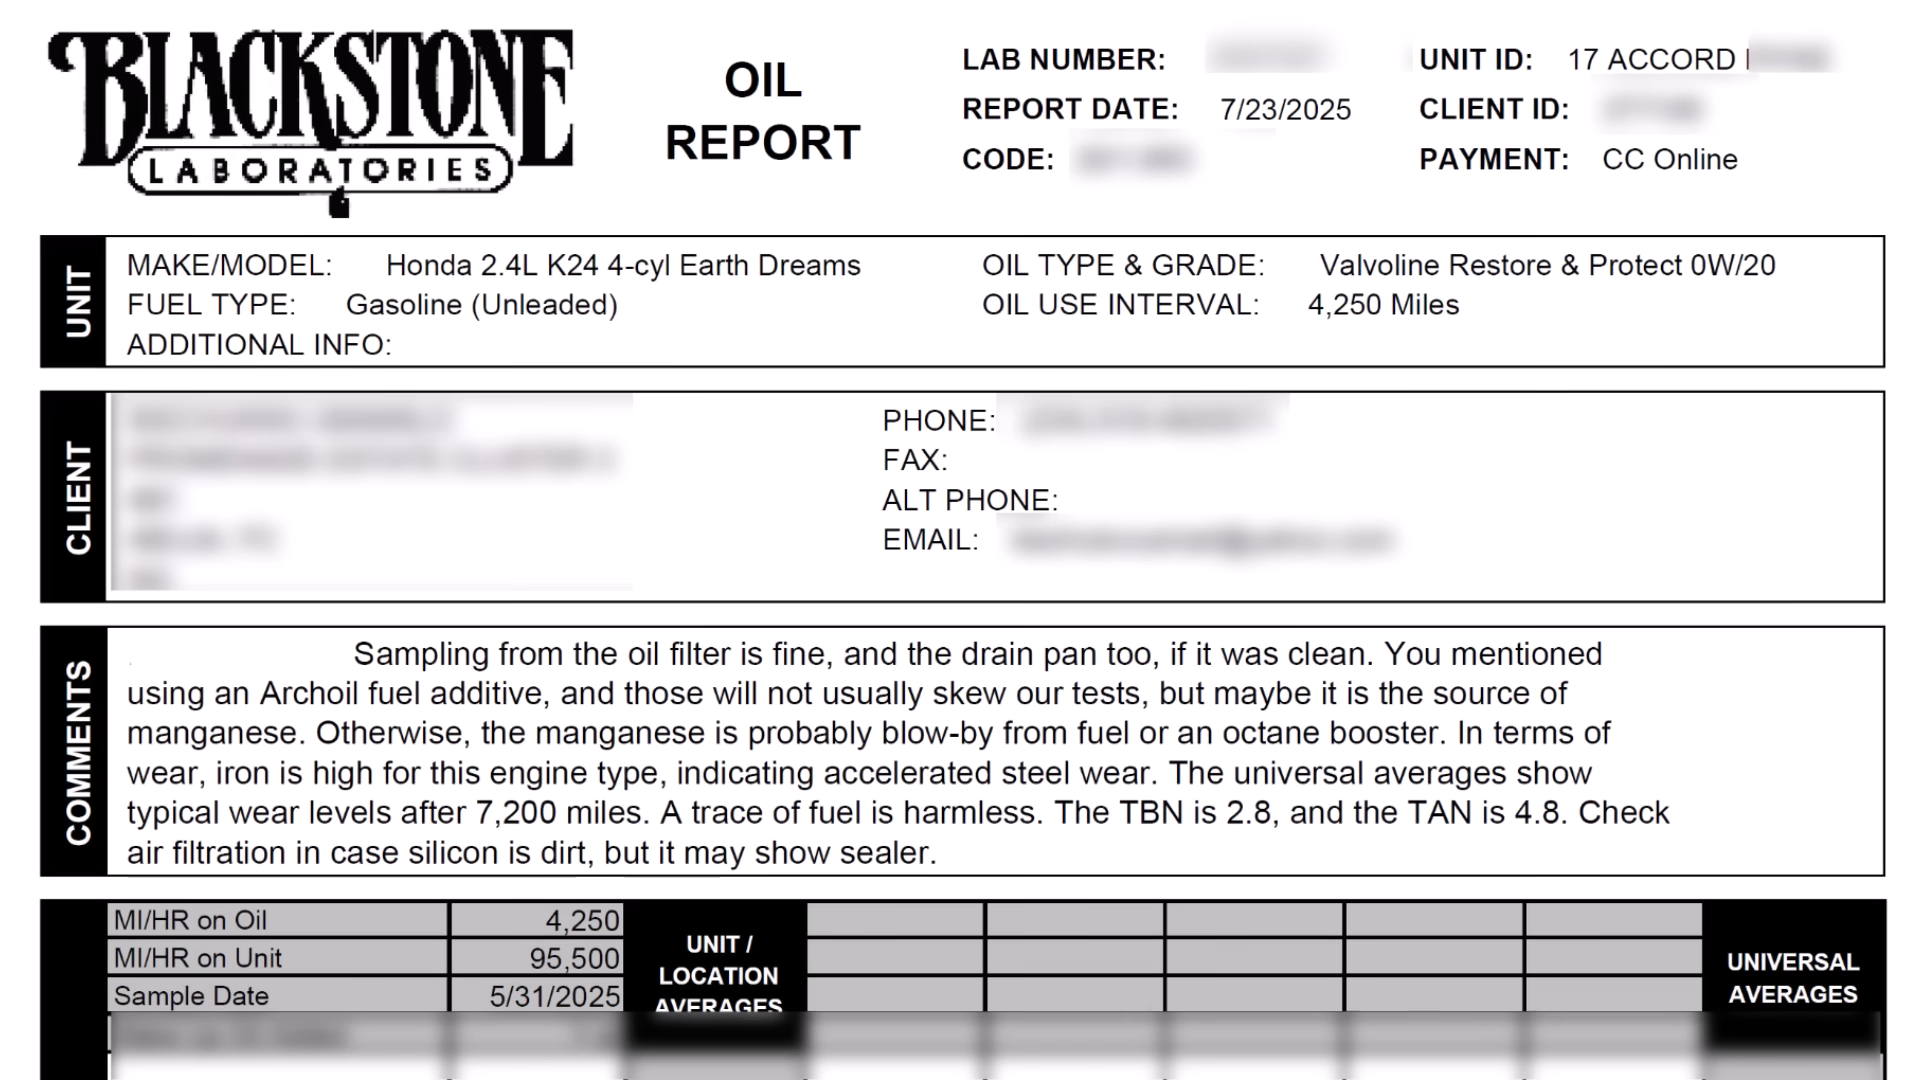 BLACKSTONE
LABORATORIES
OIL
REPORT
LAB NUMBER:
REPORT DATE: 7/23/2025
CODE:
UNIT ID: 17 ACCORD
CLIENT ID:
PAYMENT: CC Online
UNIT
MAKE/MODEL: Honda 2.4L K24 4-cyl Earth Dreams
FUEL TYPE: Gasoline (Unleaded)
ADDITIONAL INFO:
OIL TYPE & GRADE: Valvoline Restore & Protect 0W/20
OIL USE INTERVAL: 4,250 Miles
CLIENT
PHONE:
FAX:
ALT PHONE:
EMAIL:
COMMENTS
Sampling from the oil filter is fine, and the drain pan too, if it was clean. You mentioned
using an Archoil fuel additive, and those will not usually skew our tests, but maybe it is the source of
manganese. Otherwise, the manganese is probably blow-by from fuel or an octane booster. In terms of
wear, iron is high for this engine type, indicating accelerated steel wear. The universal averages show
typical wear levels after 7,200 miles. A trace of fuel is harmless. The TBN is 2.8, and the TAN is 4.8. Check
air filtration in case silicon is dirt, but it may show sealer.
MI/HR on Oil 4,250
MI/HR on Unit 95,500
Sample Date 5/31/2025
UNIT /
LOCATION
AVERAGES
UNIVERSAL
AVERAGES